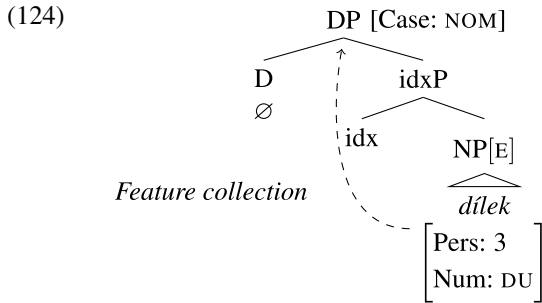 (124) DP [Case: NOM]
D idxP
∅
idx NP[E]
Feature collection dílek
Pers: 3
Num: DU